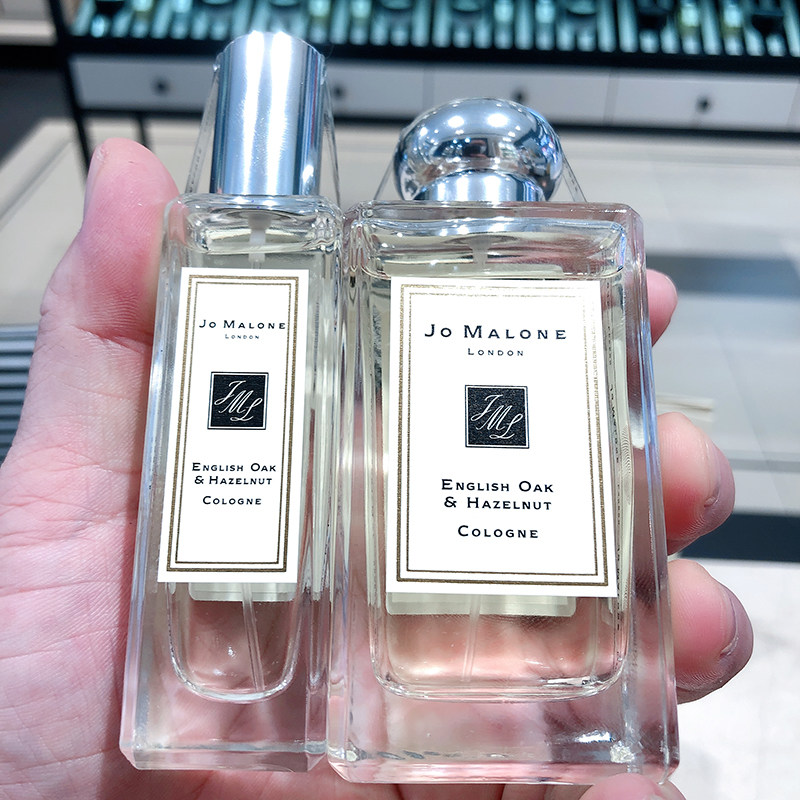 Jo Malone
London
JML
English Oak
& Hazelnut
Cologne
Jo Malone
London
JML
English Oak
& Hazelnut
Cologne